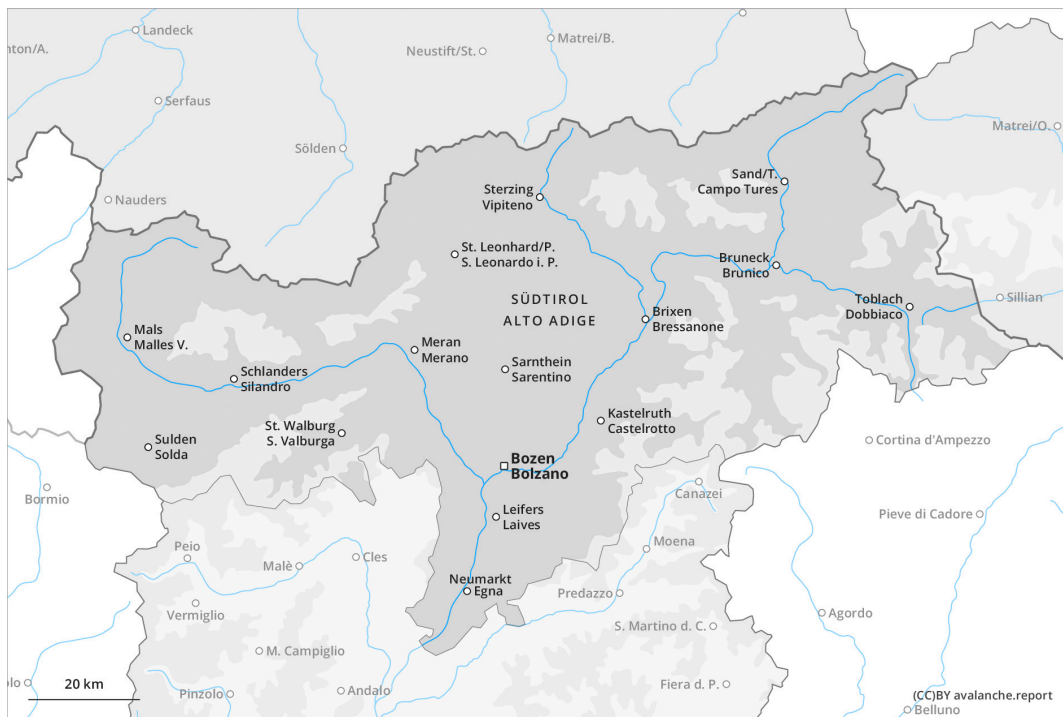 Landeck
Matrei/B.
Neustift/St.
nton/A.
Serfaus
Matrei/O.
Sölden
Sand/T.
Campo Tures
Sterzing
Vipiteno
Nauders
St. Leonhard/P.
S. Leonardo i. P.
Bruneck
Brunico
SÜDTIROL
ALTO ADIGE
Toblach
Dobbiaco
Sillian
Brixen
Bressanone
Mals
Malles V.
Meran
Merano
Sarnthein
Sarentino
Schlanders
Silandro
Kastelruth
Castelrotto
St. Walburg
S. Valburga
Sulden
Solda
Cortina d'Ampezzo
Bozen
Bolzano
Bormio
Canazei
Leifers
Laives
Pieve di Cadore
Moena
Peio
Malè
Cles
Neumarkt
Egna
Predazzo
Vermiglio
Agordo
S. Martino d. C.
M. Campiglio
Fiera d. P.
olo
20 km
Pinzolo
Andalo
(CC)BY avalanche.report
Belluno